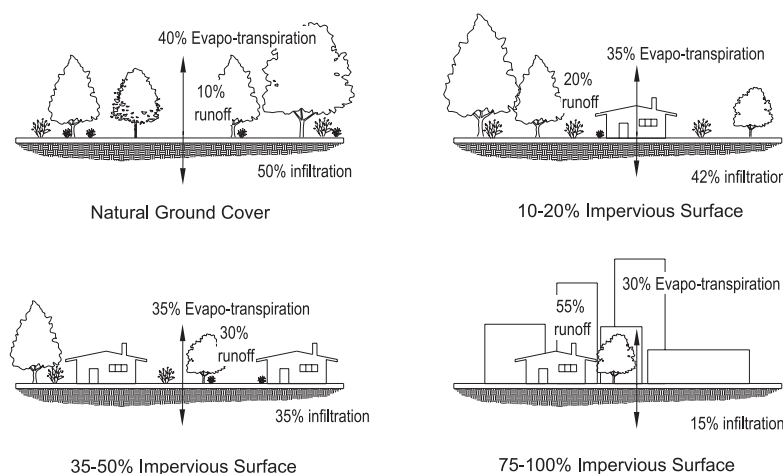 40% Evapo-transpiration
10%
runoff
50% infiltration
Natural Ground Cover
35% Evapo-transpiration
20%
runoff
42% infiltration
10-20% Impervious Surface
35% Evapo-transpiration
30%
runoff
35% infiltration
35-50% Impervious Surface
30% Evapo-transpiration
55%
runoff
15% infiltration
75-100% Impervious Surface